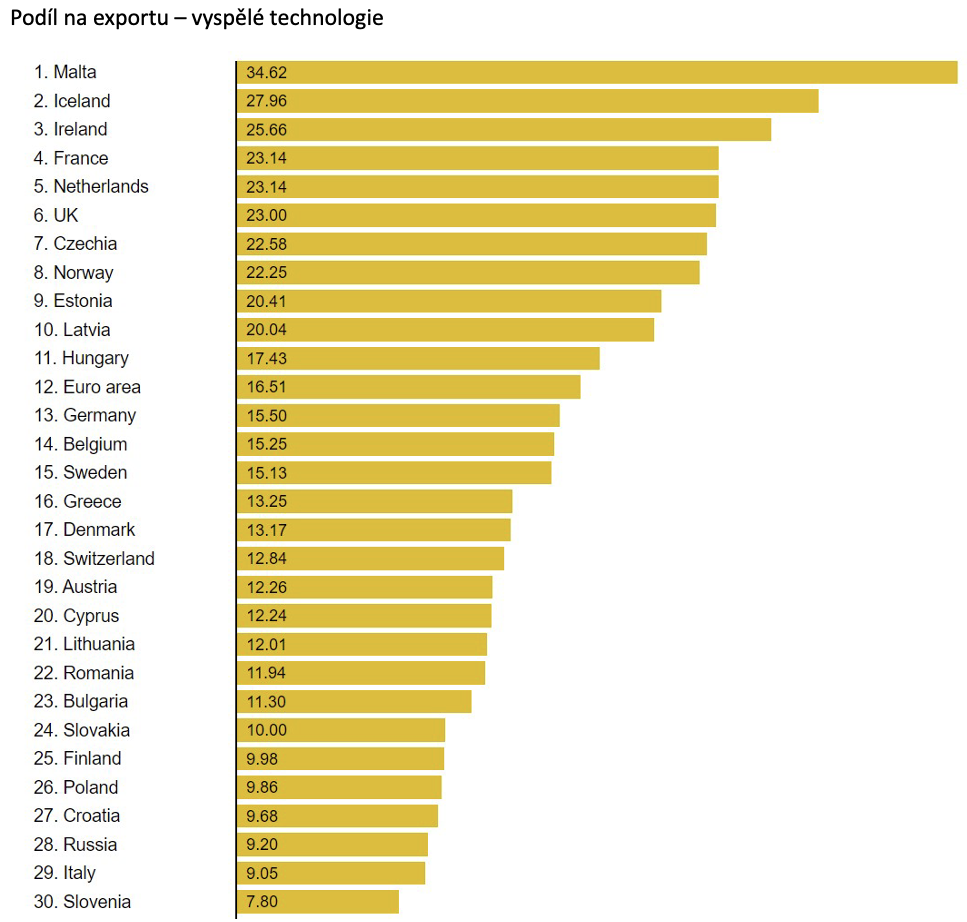 Podíl na exportu – vyspělé technologie
1. Malta 34.62
2. Iceland 27.96
3. Ireland 25.66
4. France 23.14
5. Netherlands 23.14
6. UK 23.00
7. Czechia 22.58
8. Norway 22.25
9. Estonia 20.41
10. Latvia 20.04
11. Hungary 17.43
12. Euro area 16.51
13. Germany 15.50
14. Belgium 15.25
15. Sweden 15.13
16. Greece 13.25
17. Denmark 13.17
18. Switzerland 12.84
19. Austria 12.26
20. Cyprus 12.24
21. Lithuania 12.01
22. Romania 11.94
23. Bulgaria 11.30
24. Slovakia 10.00
25. Finland 9.98
26. Poland 9.86
27. Croatia 9.68
28. Russia 9.20
29. Italy 9.05
30. Slovenia 7.80